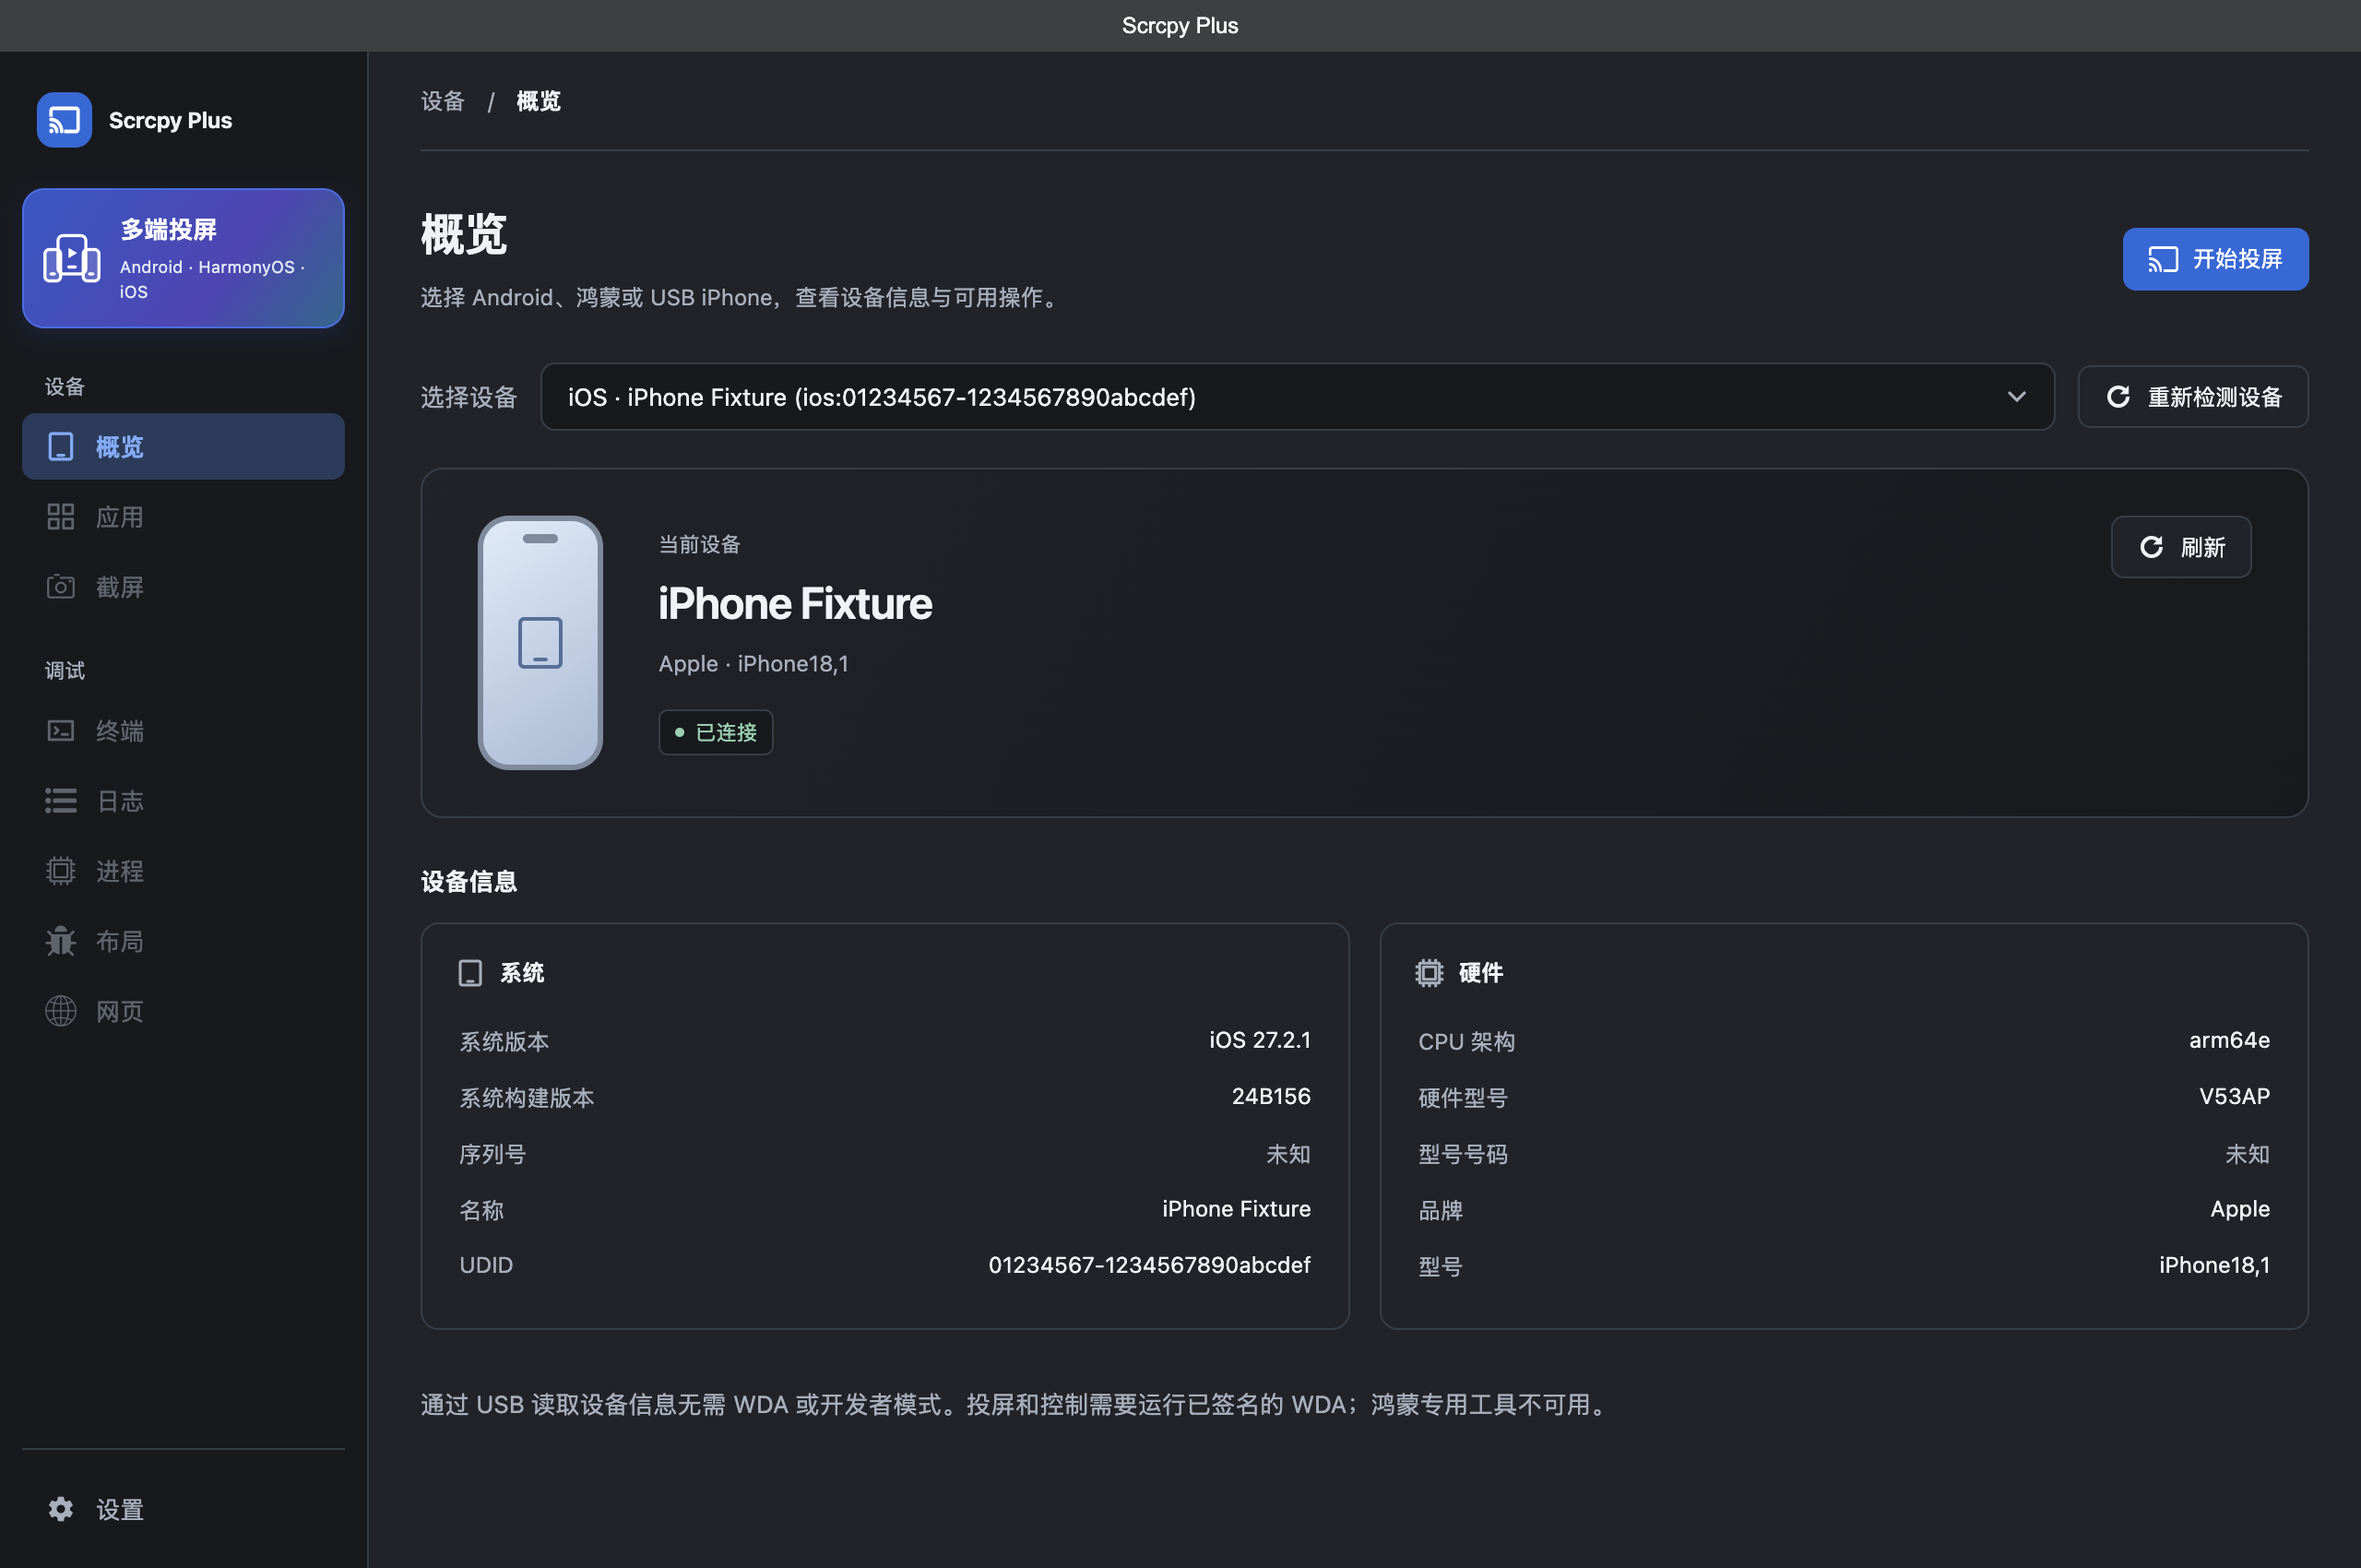 Scrcpy Plus
Scrcpy Plus
多端投屏
Android · HarmonyOS ·
iOS
设备
概览
应用
截屏
调试
终端
日志
进程
布局
网页
设置
设备 / 概览
概览
选择 Android、鸿蒙或 USB iPhone，查看设备信息与可用操作。
开始投屏
选择设备
iOS · iPhone Fixture (ios:01234567-1234567890abcdef)
重新检测设备
当前设备
iPhone Fixture
Apple · iPhone18,1
已连接
刷新
设备信息
系统
系统版本 iOS 27.2.1
系统构建版本 24B156
序列号 未知
名称 iPhone Fixture
UDID 01234567-1234567890abcdef
硬件
CPU 架构 arm64e
硬件型号 V53AP
型号号码 未知
品牌 Apple
型号 iPhone18,1
通过 USB 读取设备信息无需 WDA 或开发者模式。投屏和控制需要运行已签名的 WDA；鸿蒙专用工具不可用。